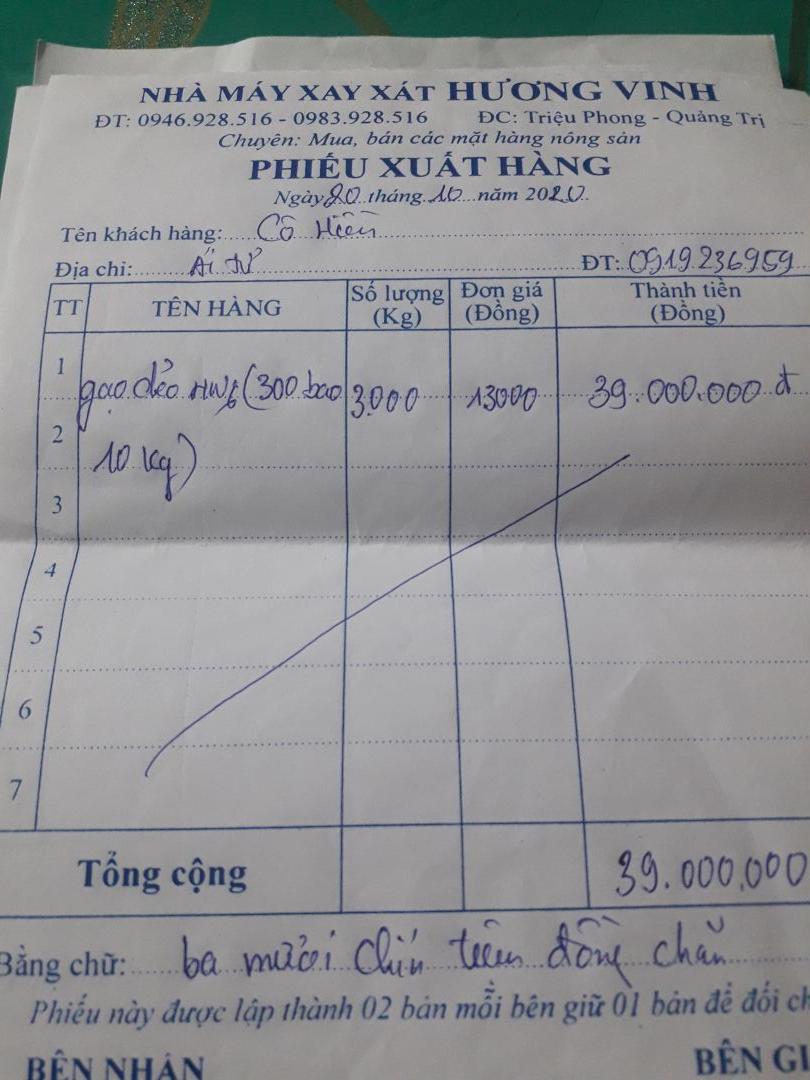 NHÀ MÁY XAY XÁT HƯƠNG VINH
ĐT: 0946.928.516 - 0983.928.516 ĐC: Triệu Phong - Quảng Trị
Chuyên: Mua, bán các mặt hàng nông sản
PHIẾU XUẤT HÀNG
Ngày 20 tháng 10 năm 2020
Tên khách hàng: Cô Hiền
Địa chỉ: Ái Tử ĐT: 0919236959
TT TÊN HÀNG Số lượng (Kg) Đơn giá (Đồng) Thành tiền (Đồng)
1 gạo dẻo (300 bao 3.000 13000 39.000.000 đ
2 10 kg)
3
4
5
6
7
Tổng cộng 39.000.000
Bằng chữ: ba mươi chín triệu đồng chẵn
Phiếu này được lập thành 02 bản mỗi bên giữ 01 bản để đối
BÊN NHẬN BÊN